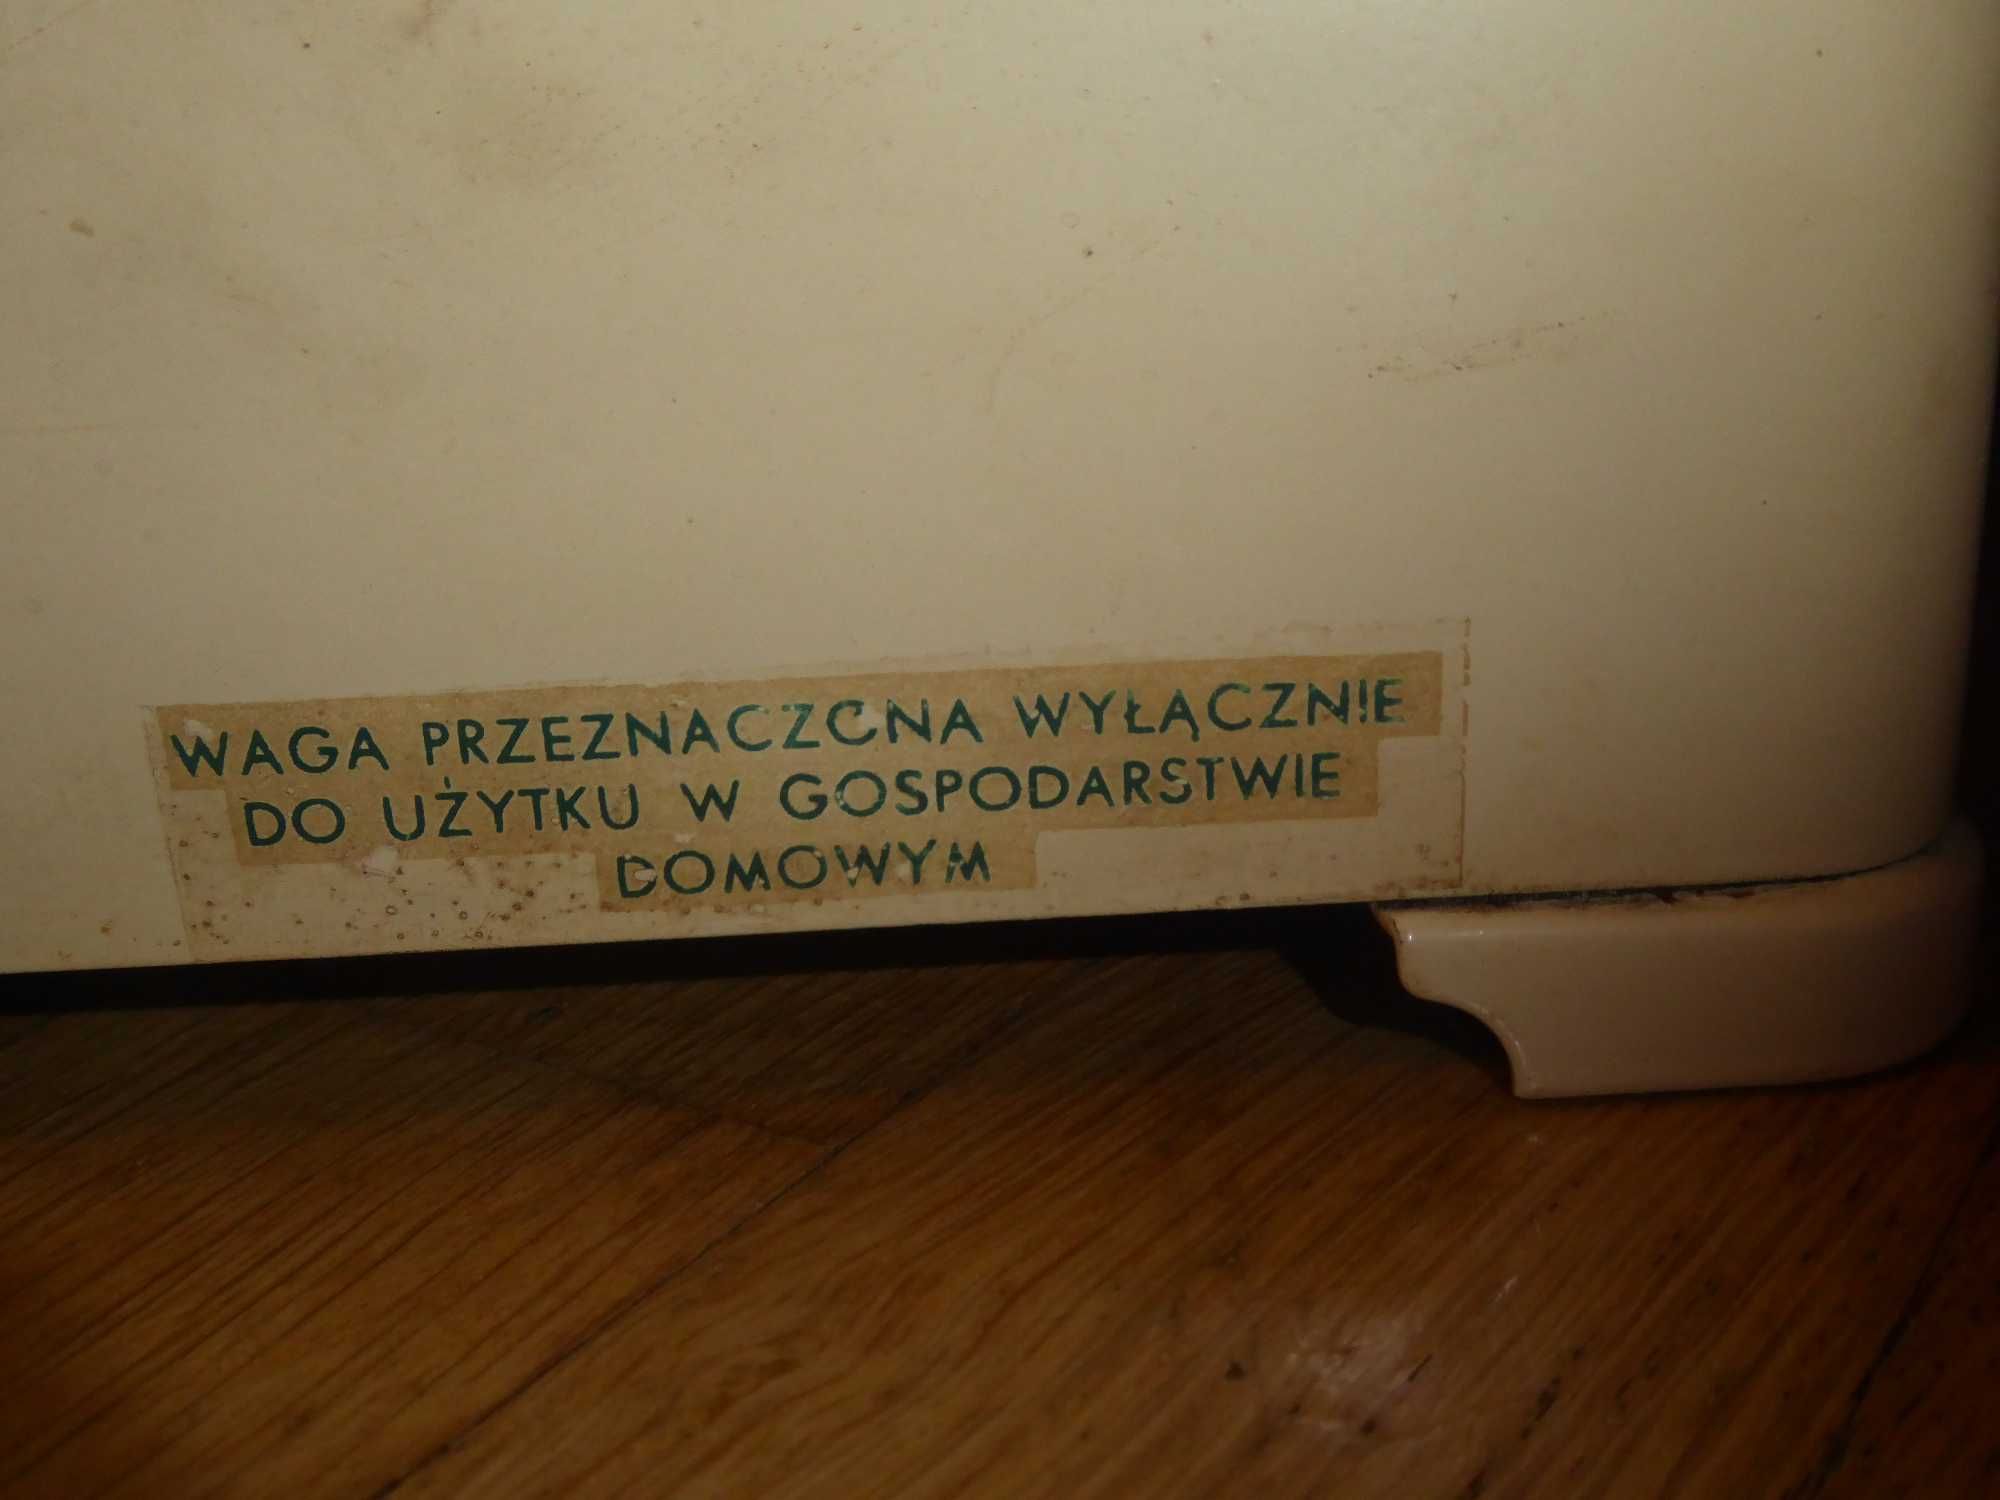 WAGA PRZEZNACZONA WYŁĄCZNIE
DO UŻYTKU W GOSPODARSTWIE
DOMOWYM